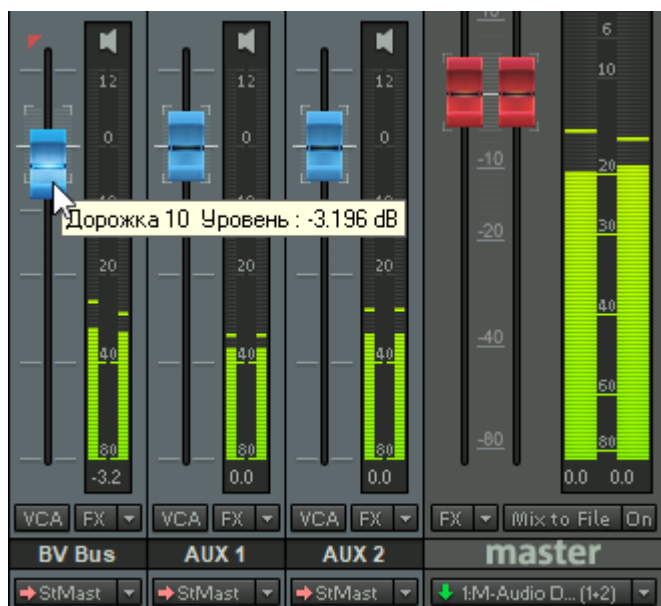 12 12 12 6
10
0 0 0
-10
20
Дорожка 10 Уровень : -3.196 dB
-20 30
20 20 20
40 40 40 -40 40
60
80 80 80 -80 80
-3.2 0.0 0.0 0.0 0.0
VCA FX VCA FX VCA FX FX Mix to File On
BV Bus AUX 1 AUX 2 master
StMast StMast StMast 1:M-Audio D... (1+2)